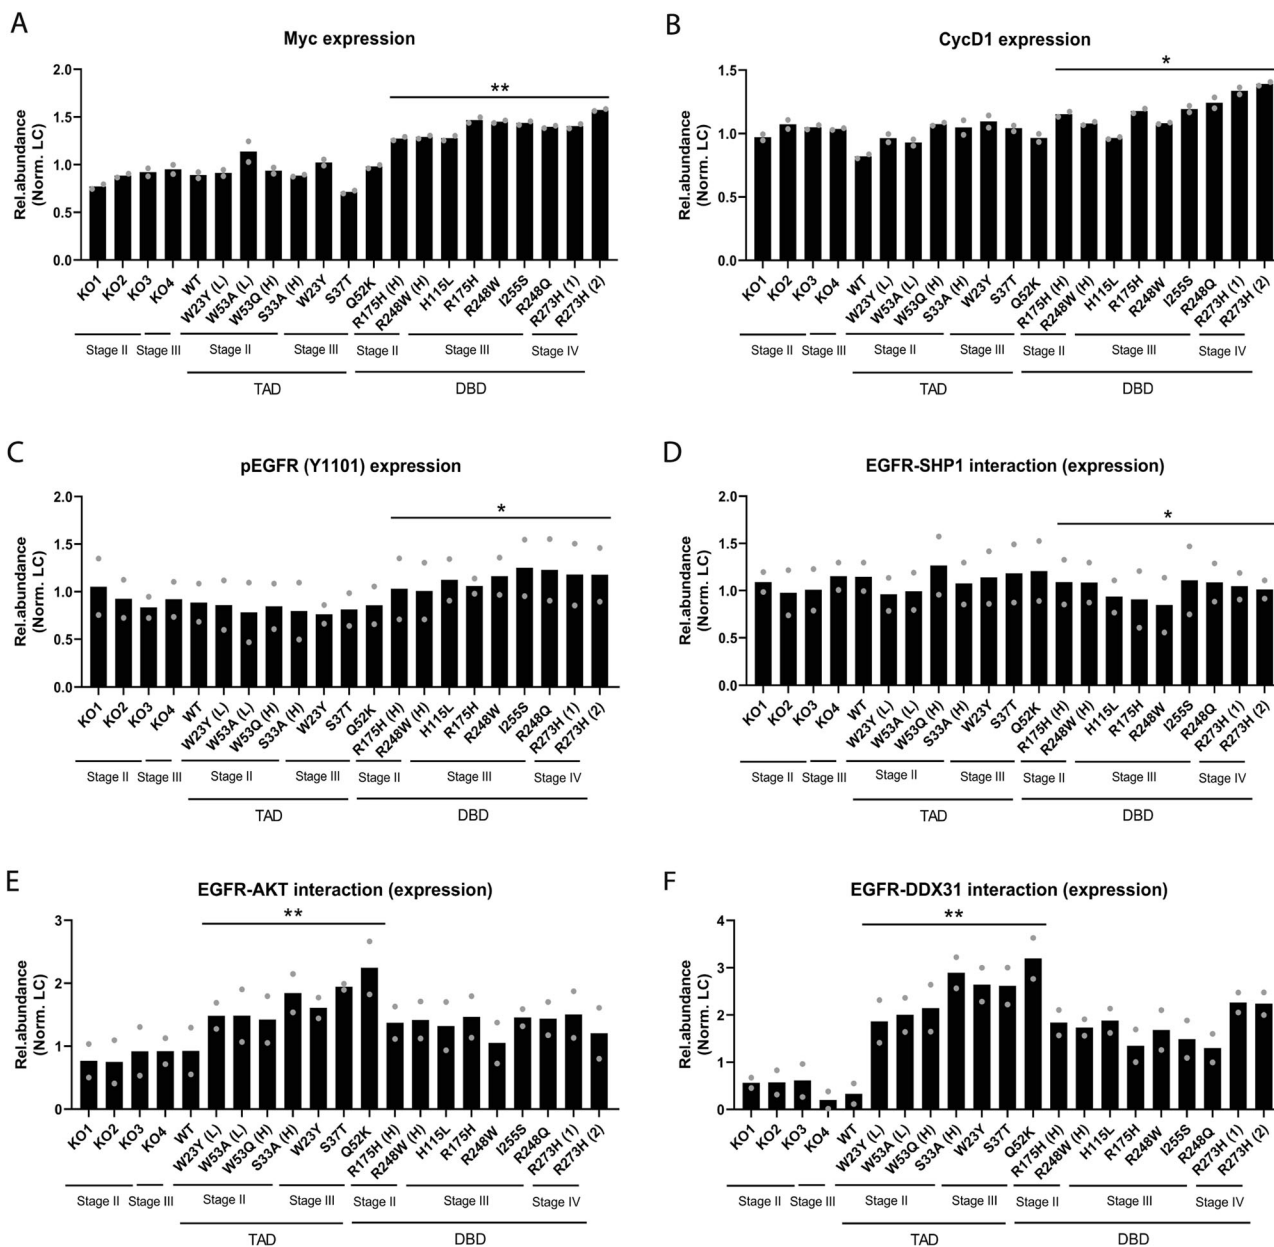 A
Myc expression
**
Rel.abundance
(Norm. LC)
2.0
1.5
1.0
0.5
0.0
KO1
KO2
KO3
KO4
WT
W23Y (L)
W53A (L)
W53Q (H)
S33A (H)
W23Y
S37T
Q52K
R175H (H)
R248W (H)
H115L
R175H
R248W
I255S
R248Q
R273H (1)
R273H (2)
Stage II
Stage III
Stage II
Stage III
Stage II
Stage III
Stage IV
TAD
DBD
B
CycD1 expression
*
Rel.abundance
(Norm. LC)
1.5
1.0
0.5
0.0
KO1
KO2
KO3
KO4
WT
W23Y (L)
W53A (L)
W53Q (H)
S33A (H)
W23Y
S37T
Q52K
R175H (H)
R248W (H)
H115L
R175H
R248W
I255S
R248Q
R273H (1)
R273H (2)
Stage II
Stage III
Stage II
Stage III
Stage II
Stage III
Stage IV
TAD
DBD
C
pEGFR (Y1101) expression
*
Rel.abundance
(Norm. LC)
2.0
1.5
1.0
0.5
0.0
KO1
KO2
KO3
KO4
WT
W23Y (L)
W53A (L)
W53Q (H)
S33A (H)
W23Y
S37T
Q52K
R175H (H)
R248W (H)
H115L
R175H
R248W
I255S
R248Q
R273H (1)
R273H (2)
Stage II
Stage III
Stage II
Stage III
Stage II
Stage III
Stage IV
TAD
DBD
D
EGFR-SHP1 interaction (expression)
*
Rel.abundance
(Norm. LC)
2.0
1.5
1.0
0.5
0.0
KO1
KO2
KO3
KO4
WT
W23Y (L)
W53A (L)
W53Q (H)
S33A (H)
W23Y
S37T
Q52K
R175H (H)
R248W (H)
H115L
R175H
R248W
I255S
R248Q
R273H (1)
R273H (2)
Stage II
Stage III
Stage II
Stage III
Stage II
Stage III
Stage IV
TAD
DBD
E
EGFR-AKT interaction (expression)
**
Rel.abundance
(Norm. LC)
3
2
1
0
KO1
KO2
KO3
KO4
WT
W23Y (L)
W53A (L)
W53Q (H)
S33A (H)
W23Y
S37T
Q52K
R175H (H)
R248W (H)
H115L
R175H
R248W
I255S
R248Q
R273H (1)
R273H (2)
Stage II
Stage III
Stage II
Stage III
Stage II
Stage III
Stage IV
TAD
DBD
F
EGFR-DDX31 interaction (expression)
**
Rel.abundance
(Norm. LC)
4
3
2
1
0
KO1
KO2
KO3
KO4
WT
W23Y (L)
W53A (L)
W53Q (H)
S33A (H)
W23Y
S37T
Q52K
R175H (H)
R248W (H)
H115L
R175H
R248W
I255S
R248Q
R273H (1)
R273H (2)
Stage II
Stage III
Stage II
Stage III
Stage II
Stage III
Stage IV
TAD
DBD